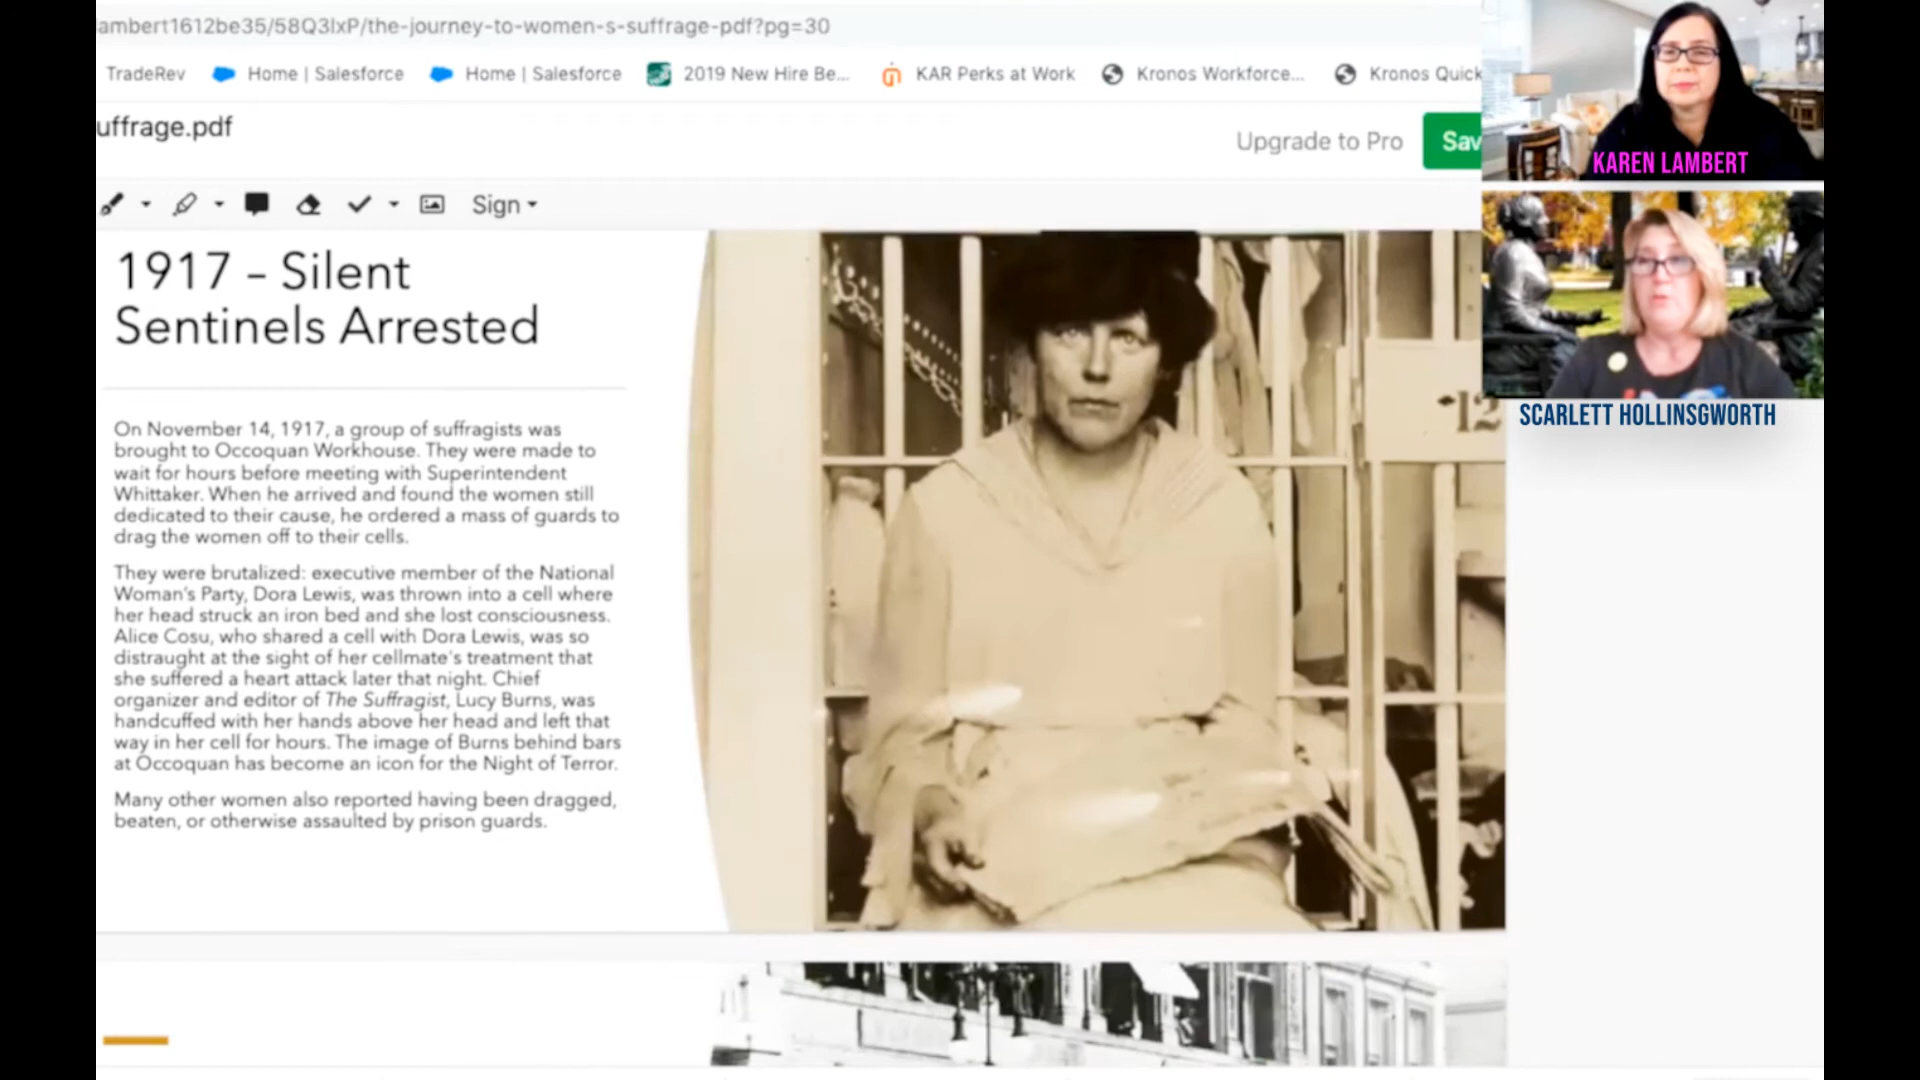 ambert1612be35/58Q3lxP/the-journey-to-women-s-suffrage-pdf?pg=30
TradeRev Home | Salesforce Home | Salesforce 2019 New Hire Be... KAR Perks at Work Kronos Workforce... Kronos Quick
uffrage.pdf
Upgrade to Pro Sav
Sign
1917 – Silent
Sentinels Arrested
On November 14, 1917, a group of suffragists was
brought to Occoquan Workhouse. They were made to
wait for hours before meeting with Superintendent
Whittaker. When he arrived and found the women still
dedicated to their cause, he ordered a mass of guards to
drag the women off to their cells.
They were brutalized: executive member of the National
Woman's Party, Dora Lewis, was thrown into a cell where
her head struck an iron bed and she lost consciousness.
Alice Cosu, who shared a cell with Dora Lewis, was so
distraught at the sight of her cellmate's treatment that
she suffered a heart attack later that night. Chief
organizer and editor of The Suffragist, Lucy Burns, was
handcuffed with her hands above her head and left that
way in her cell for hours. The image of Burns behind bars
at Occoquan has become an icon for the Night of Terror.
Many other women also reported having been dragged,
beaten, or otherwise assaulted by prison guards.
12
KAREN LAMBERT
SCARLETT HOLLINSGWORTH